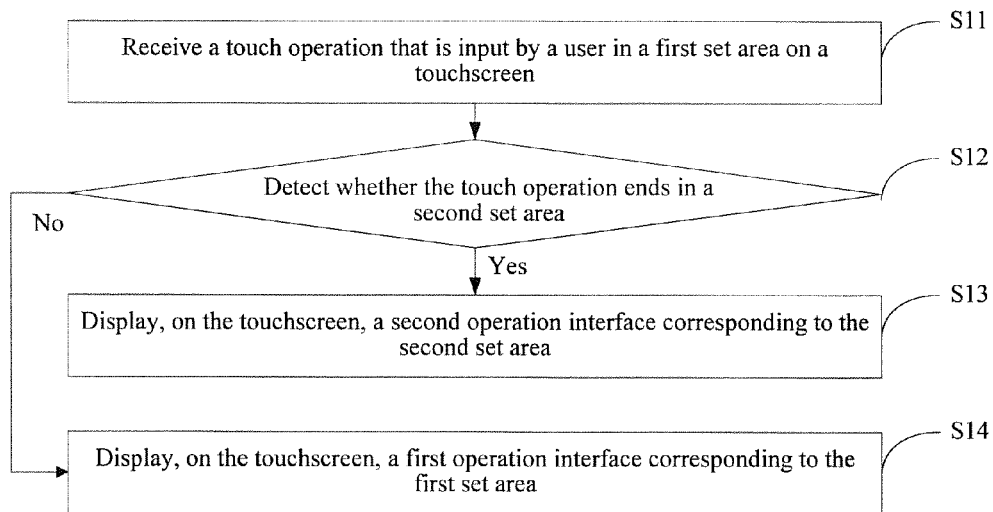 S11
Receive a touch operation that is input by a user in a first set area on a
touchscreen
S12
Detect whether the touch operation ends in a
second set area
No
Yes
S13
Display, on the touchscreen, a second operation interface corresponding to the
second set area
S14
Display, on the touchscreen, a first operation interface corresponding to the
first set area